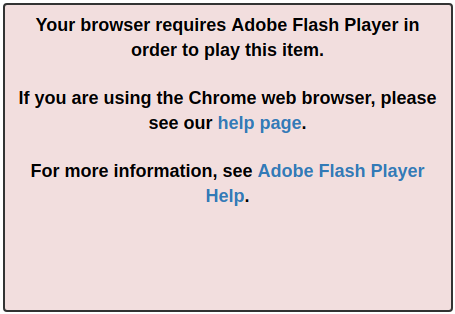 Your browser requires Adobe Flash Player in
order to play this item.
If you are using the Chrome web browser, please
see our help page.
For more information, see Adobe Flash Player
Help.